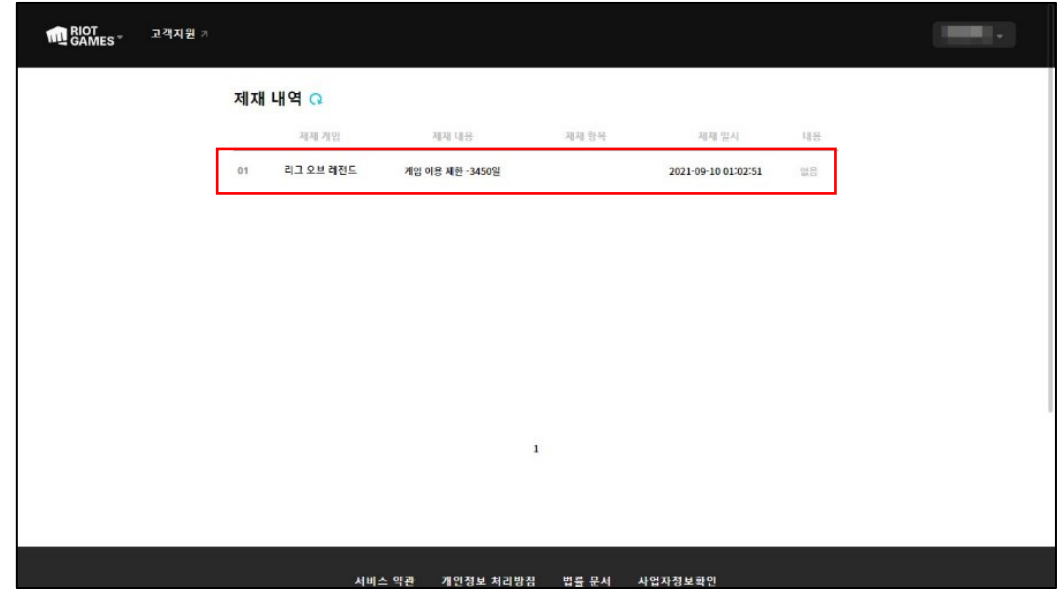 RIOT GAMES 고객지원
제재 내역
제재 게임 제재 내용 제재 항목 제재 일시 내용
01 리그 오브 레전드 게임 이용 제한 -3450일 2021-09-10 01:02:51 없음
1
서비스 약관 개인정보 처리방침 법률 문서 사업자정보확인